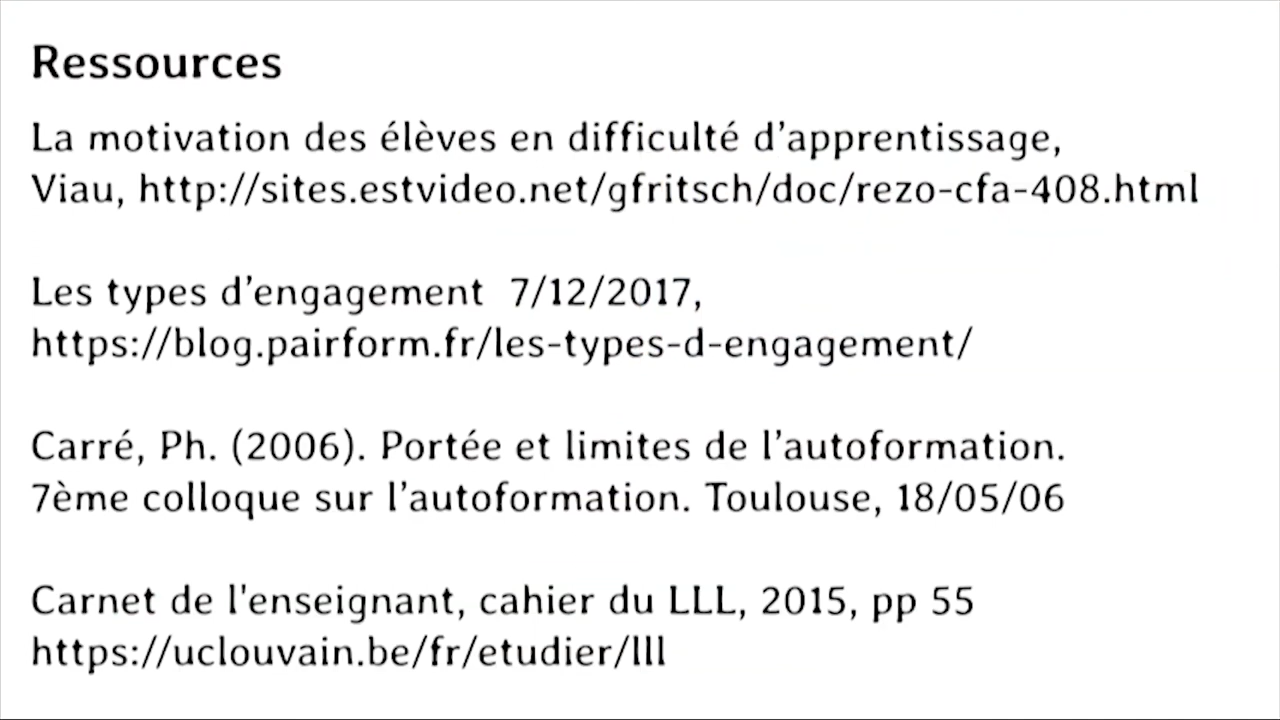 Ressources
La motivation des élèves en difficulté d’apprentissage,
Viau, http://sites.estvideo.net/gfritsch/doc/rezo-cfa-408.html
Les types d’engagement  7/12/2017,
https://blog.pairform.fr/les-types-d-engagement/
Carré, Ph. (2006). Portée et limites de l’autoformation.
7ème colloque sur l’autoformation. Toulouse, 18/05/06
Carnet de l'enseignant, cahier du LLL, 2015, pp 55
https://uclouvain.be/fr/etudier/lll